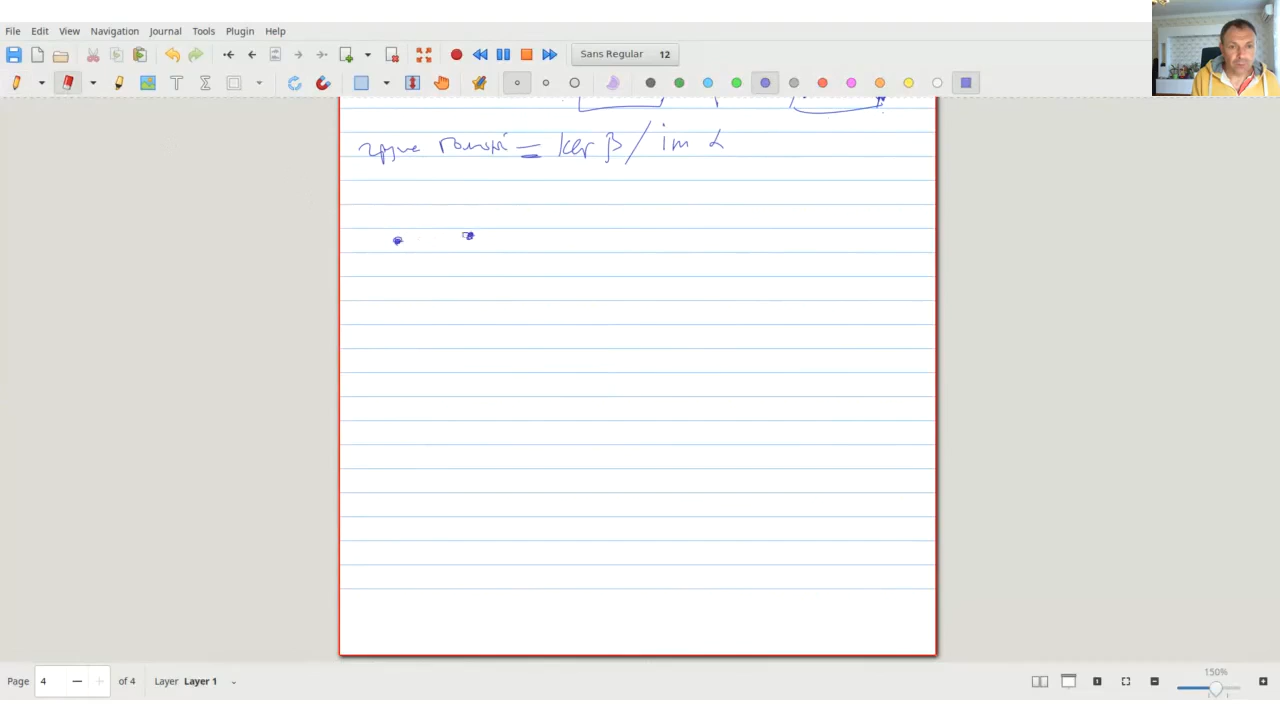 File Edit View Navigation Journal Tools Plugin Help
Sans Regular 12
= ker β / im α
Page 4 of 4 Layer Layer 1
150%